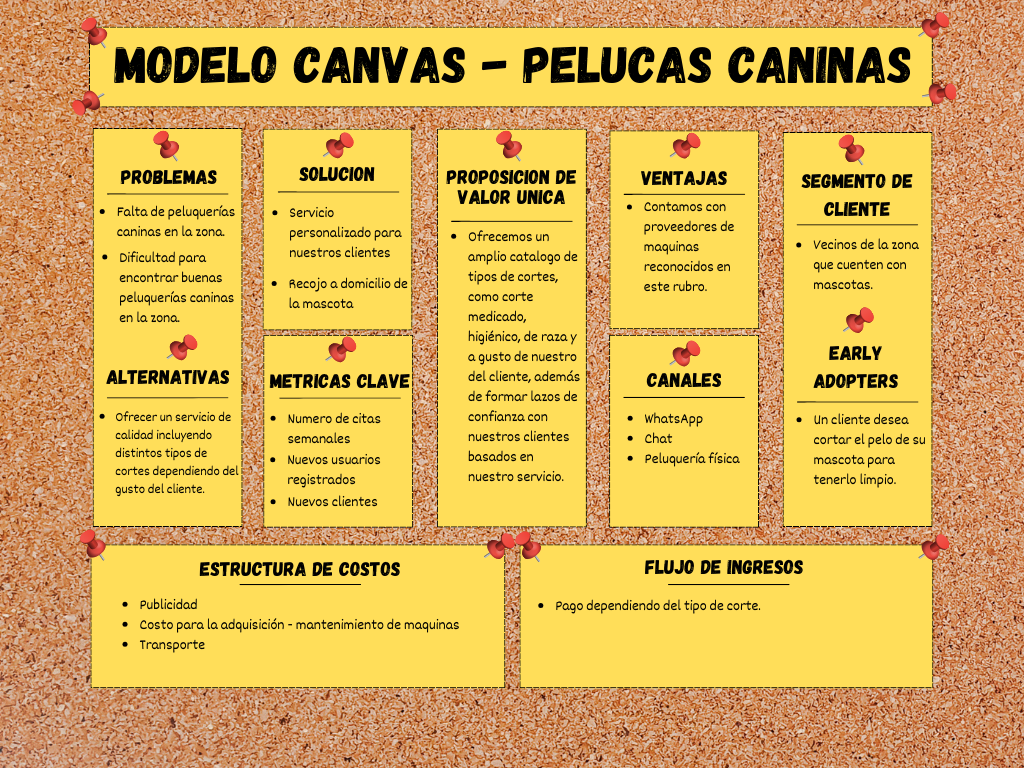 MODELO CANVAS - PELUCAS CANINAS
PROBLEMAS
• Falta de peluquerías
caninas en la zona.
• Dificultad para
encontrar buenas
peluquerías caninas
en la zona.
ALTERNATIVAS
• Ofrecer un servicio de
calidad incluyendo
distintos tipos de
cortes dependiendo del
gusto del cliente.
SOLUCION
• Servicio
personalizado para
nuestros clientes
• Recojo a domicilio de
la mascota
METRICAS CLAVE
• Numero de citas
semanales
• Nuevos usuarios
registrados
• Nuevos clientes
PROPOSICION DE
VALOR UNICA
• Ofrecemos un
amplio catalogo de
tipos de cortes,
como corte
medicado,
higiénico, de raza y
a gusto de nuestro
del cliente, además
de formar lazos de
confianza con
nuestros clientes
basados en
nuestro servicio.
VENTAJAS
• Contamos con
proveedores de
maquinas
reconocidos en
este rubro.
CANALES
• WhatsApp
• Chat
• Peluquería física
SEGMENTO DE
CLIENTE
• Vecinos de la zona
que cuenten con
mascotas.
EARLY
ADOPTERS
• Un cliente desea
cortar el pelo de su
mascota para
tenerlo limpio.
ESTRUCTURA DE COSTOS
• Publicidad
• Costo para la adquisición - mantenimiento de maquinas
• Transporte
FLUJO DE INGRESOS
• Pago dependiendo del tipo de corte.